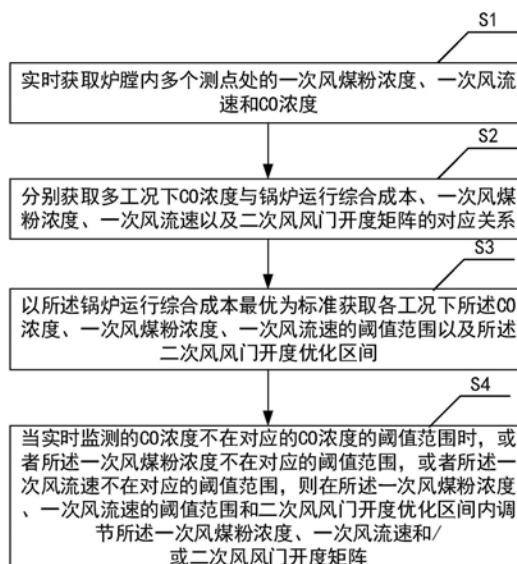 S1
实时获取炉膛内多个测点处的一次风煤粉浓度、一次风流
速和CO浓度
S2
分别获取多工况下CO浓度与锅炉运行综合成本、一次风煤
粉浓度、一次风流速以及二次风风门开度矩阵的对应关系
S3
以所述锅炉运行综合成本最优为标准获取各工况下所述CO
浓度、一次风煤粉浓度、一次风流速的阈值范围以及所述
二次风风门开度优化区间
S4
当实时监测的CO浓度不在对应的CO浓度的阈值范围时，或
者所述一次风煤粉浓度不在对应的阈值范围，或者所述一
次风流速不在对应的阈值范围，则在所述一次风煤粉浓度
、一次风流速的阈值范围和二次风风门开度优化区间内调
节所述一次风煤粉浓度、一次风流速和/
或二次风风门开度矩阵